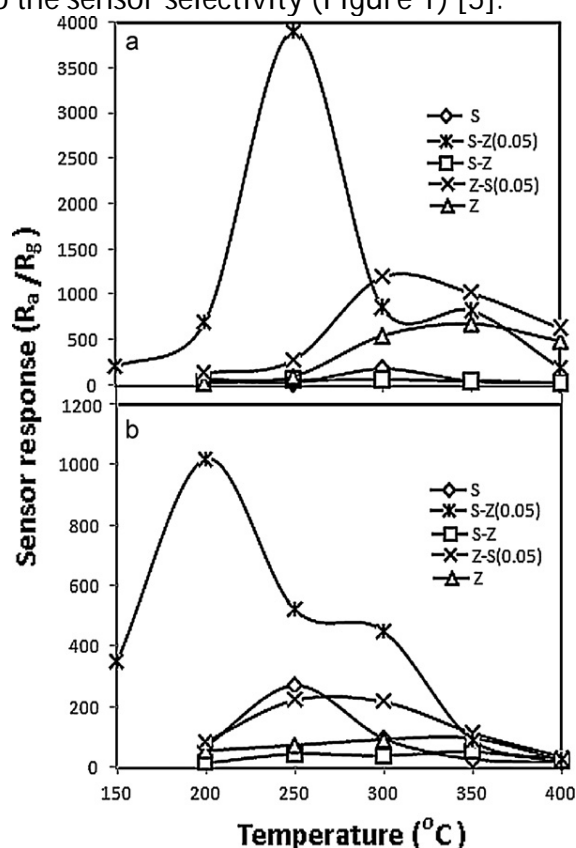 o the sensor selectivity (Figure 1) [5].
a
4000
3500
3000
2500
2000
1500
1000
500
0
S
S-Z(0.05)
S-Z
Z-S(0.05)
Z
Sensor response (Ra/Rg)
b
1200
1000
800
600
400
200
0
S
S-Z(0.05)
S-Z
Z-S(0.05)
Z
150 200 250 300 350 400
Temperature (°C)